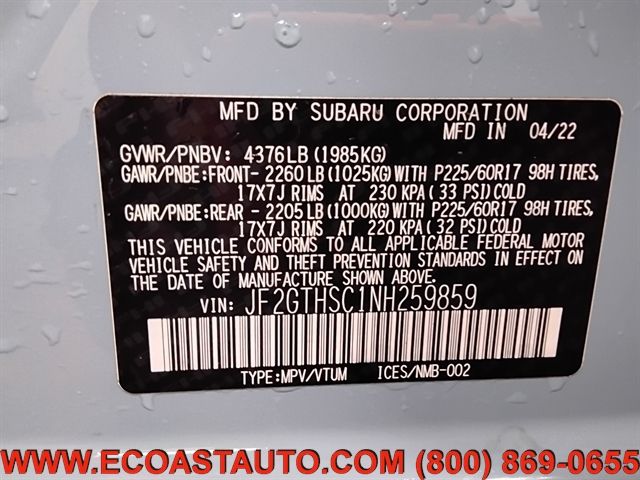 MFD BY SUBARU CORPORATION
MFD IN 04/22
GVWR/PNBV: 4376LB(1985KG)
GAWR/PNBE:FRONT- 2260LB(1025KG)WITH P225/60R17 98H TIRES,
17X7J RIMS AT 230 KPA(33 PSI)COLD
GAWR/PNBE:REAR - 2205LB(1000KG)WITH P225/60R17 98H TIRES,
17X7J RIMS AT 220 KPA(32 PSI)COLD
THIS VEHICLE CONFORMS TO ALL APPLICABLE FEDERAL MOTOR
VEHICLE SAFETY AND THEFT PREVENTION STANDARDS IN EFFECT
ON THE DATE OF MANUFACTURE SHOWN ABOVE.
VIN: JF2GTHSC1NH259859
TYPE:MPV/VTUM ICES/NMB-002
WWW.ECOASTAUTO.COM (800) 869-0655